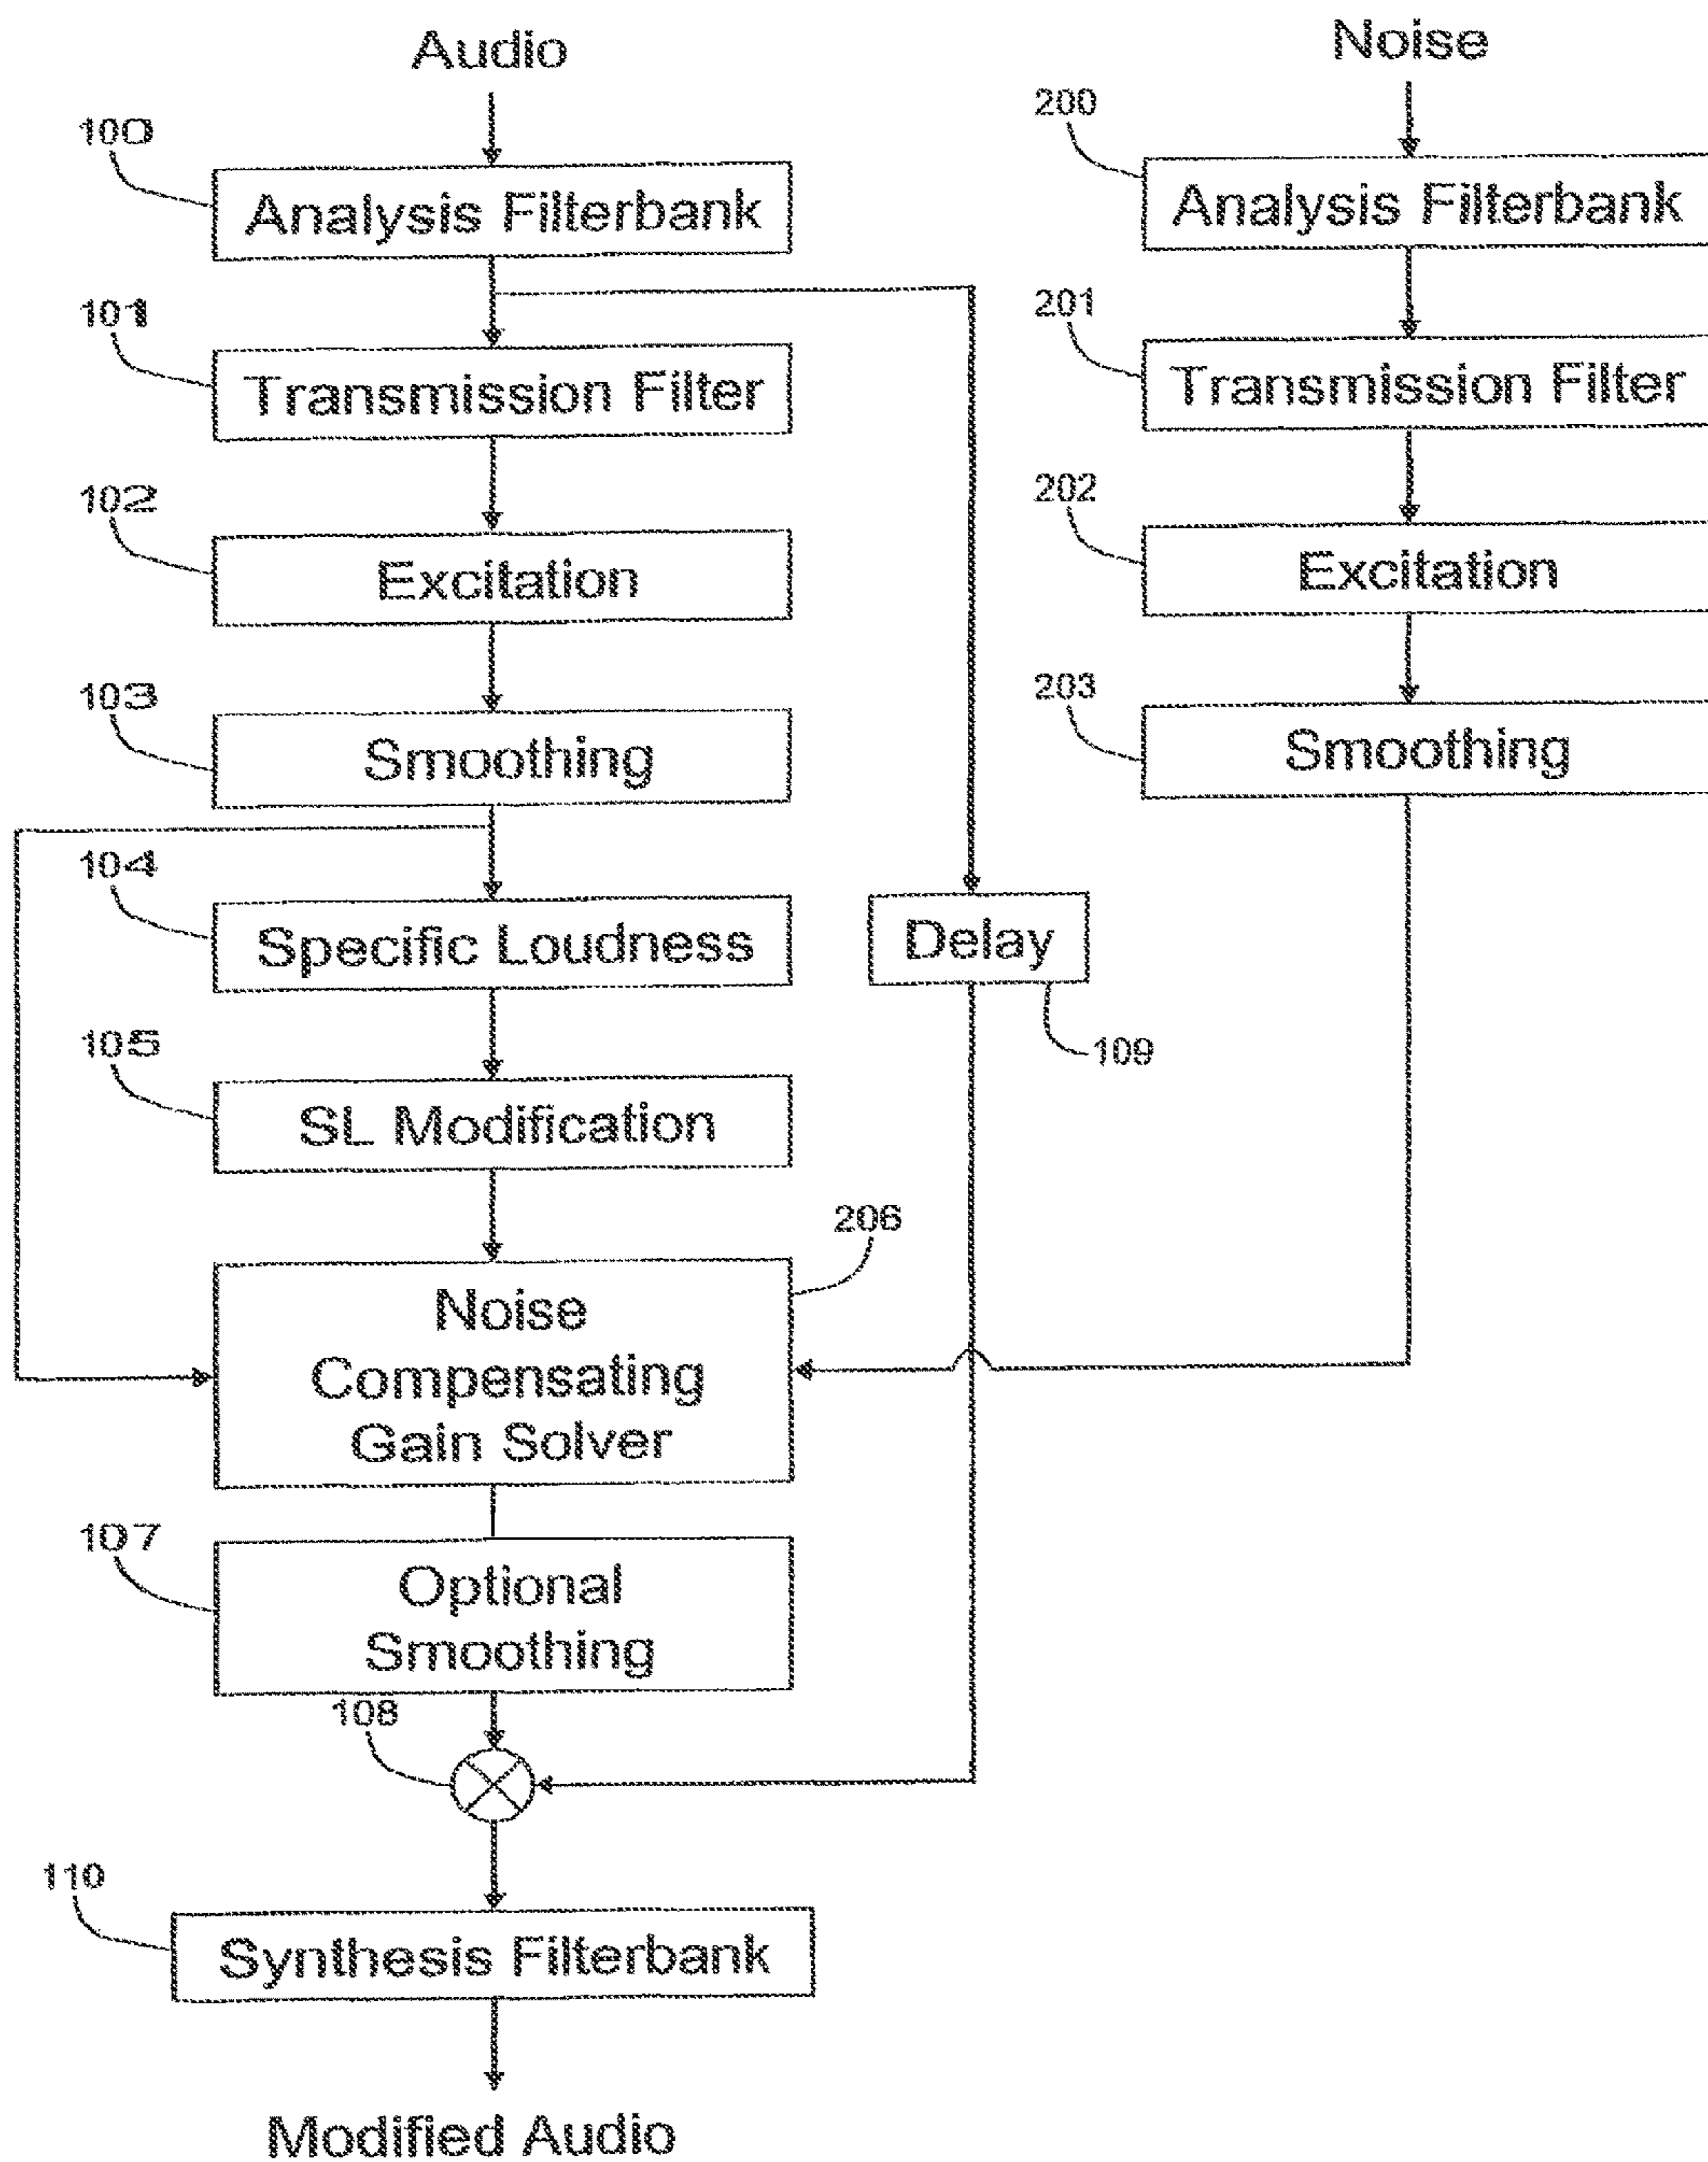 Audio
100
Analysis Filterbank
101
Transmission Filter
102
Excitation
103
Smoothing
104
Specific Loudness
105
SL Modification
206
Noise
Compensating
Gain Solver
107
Optional
Smoothing
108
110
Synthesis Filterbank
Modified Audio
Delay
109
Noise
200
Analysis Filterbank
201
Transmission Filter
202
Excitation
203
Smoothing